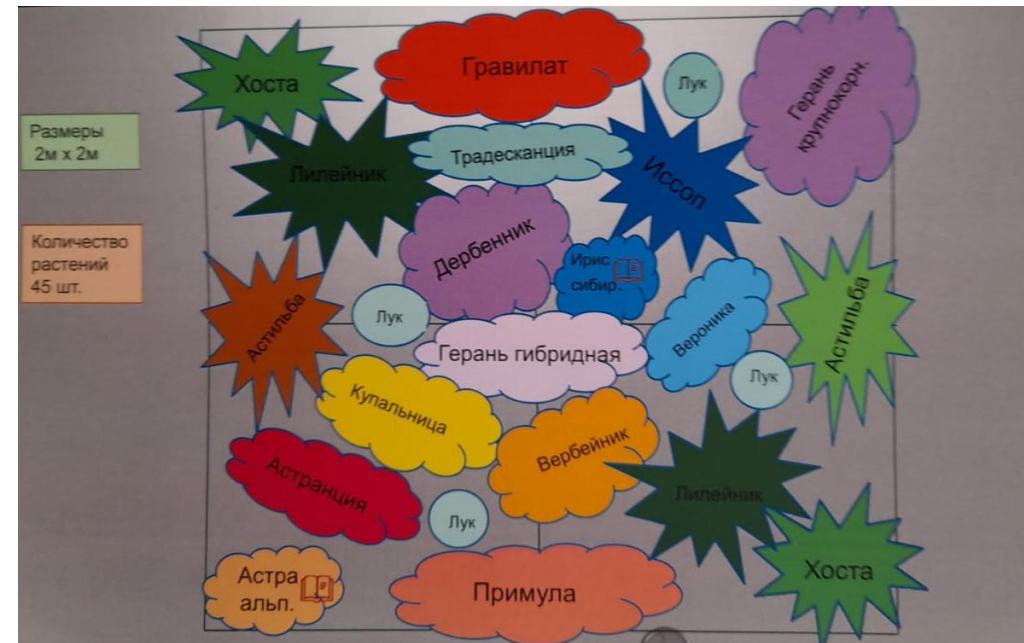 Хоста
Гравилат
Лук
Герань
крупнокорн.
Размеры
2м х 2м
Лилейник
Традесканция
Иссоп
Количество
растений
45 шт.
Дербенник
Ирис
сибир.
Астильба
Лук
Герань гибридная
Вероника
Астильба
Лук
Купальница
Вербейник
Астранция
Лилейник
Лук
Астра
альп.
Примула
Хоста